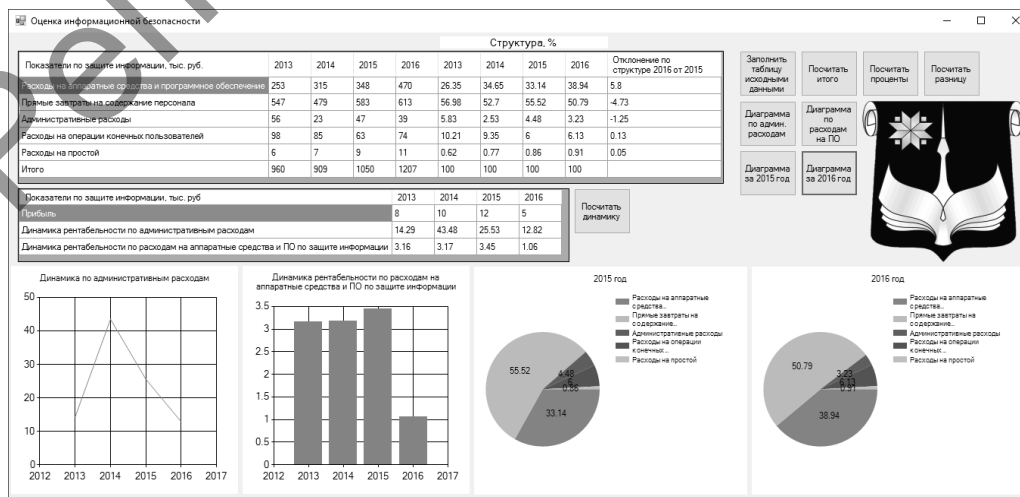 Оценка информационной безопасности
Структура, %
Показатели по защите информации, тыс. руб. 2013 2014 2015 2016 2013 2014 2015 2016 Отклонение по структуре 2016 от 2015
Расходы на аппаратные средства и программное обеспечение 253 315 348 470 26.35 34.65 33.14 38.94 5.8
Прямые завтраты на содержание персонала 547 479 583 613 56.98 52.7 55.52 50.79 -4.73
Административные расходы 56 23 47 39 5.83 2.53 4.48 3.23 -1.25
Расходы на операции конечных пользователей 98 85 63 74 10.21 9.35 6 6.13 0.13
Расходы на простой 6 7 9 11 0.62 0.77 0.86 0.91 0.05
Итого 960 909 1050 1207 100 100 100 100
Заполнить
таблицу
исходными
данными
Посчитать
итого
Посчитать
проценты
Посчитать
разницу
Диаграмма
по админ.
расходам
Диаграмма
по
расходам
на ПО
Диаграмма
за 2015 год
Диаграмма
за 2016 год
Показатели по защите информации, тыс. руб 2013 2014 2015 2016
Прибыль 8 10 12 5
Динамика рентабельности по административным расходам 14.29 43.48 25.53 12.82
Динамика рентабельности по расходам на аппаратные средства и ПО по защите информации 3.16 3.17 3.45 1.06
Посчитать
динамику
Динамика по административным расходам
50
40
30
20
10
0
2012 2013 2014 2015 2016 2017
Динамика рентабельности по расходам на
аппаратные средства и ПО по защите информации
3.5
3
2.5
2
1.5
1
0.5
0
2012 2013 2014 2015 2016 2017
2015 год
55.52
4.48
6
0.86
33.14
Расходы на аппаратные
средства..
Прямые завтраты на
содержание..
Административные расходы
Расходы на операции
конечных...
Расходы на простой
2016 год
50.79
3.23
6.13
0.91
38.94
Расходы на аппаратные
средства..
Прямые завтраты на
содержание..
Административные расходы
Расходы на операции
конечных...
Расходы на простой